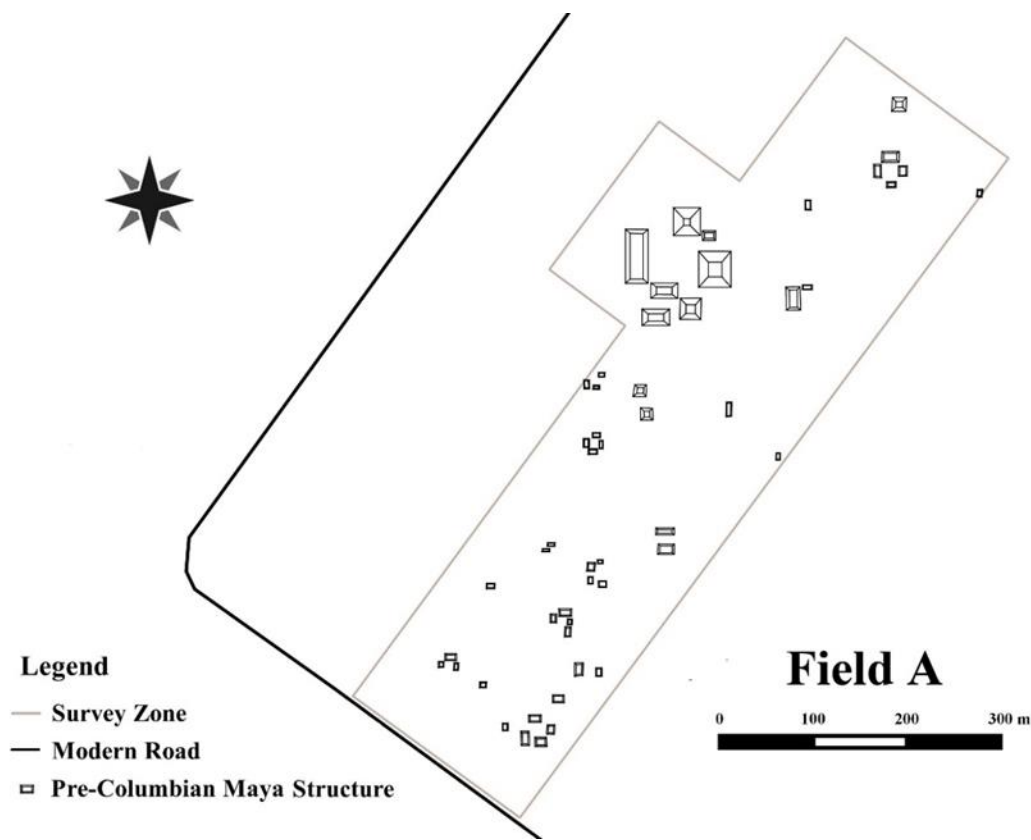 Legend
Survey Zone
Modern Road
Pre-Columbian Maya Structure
Field A
0 100 200 300 m